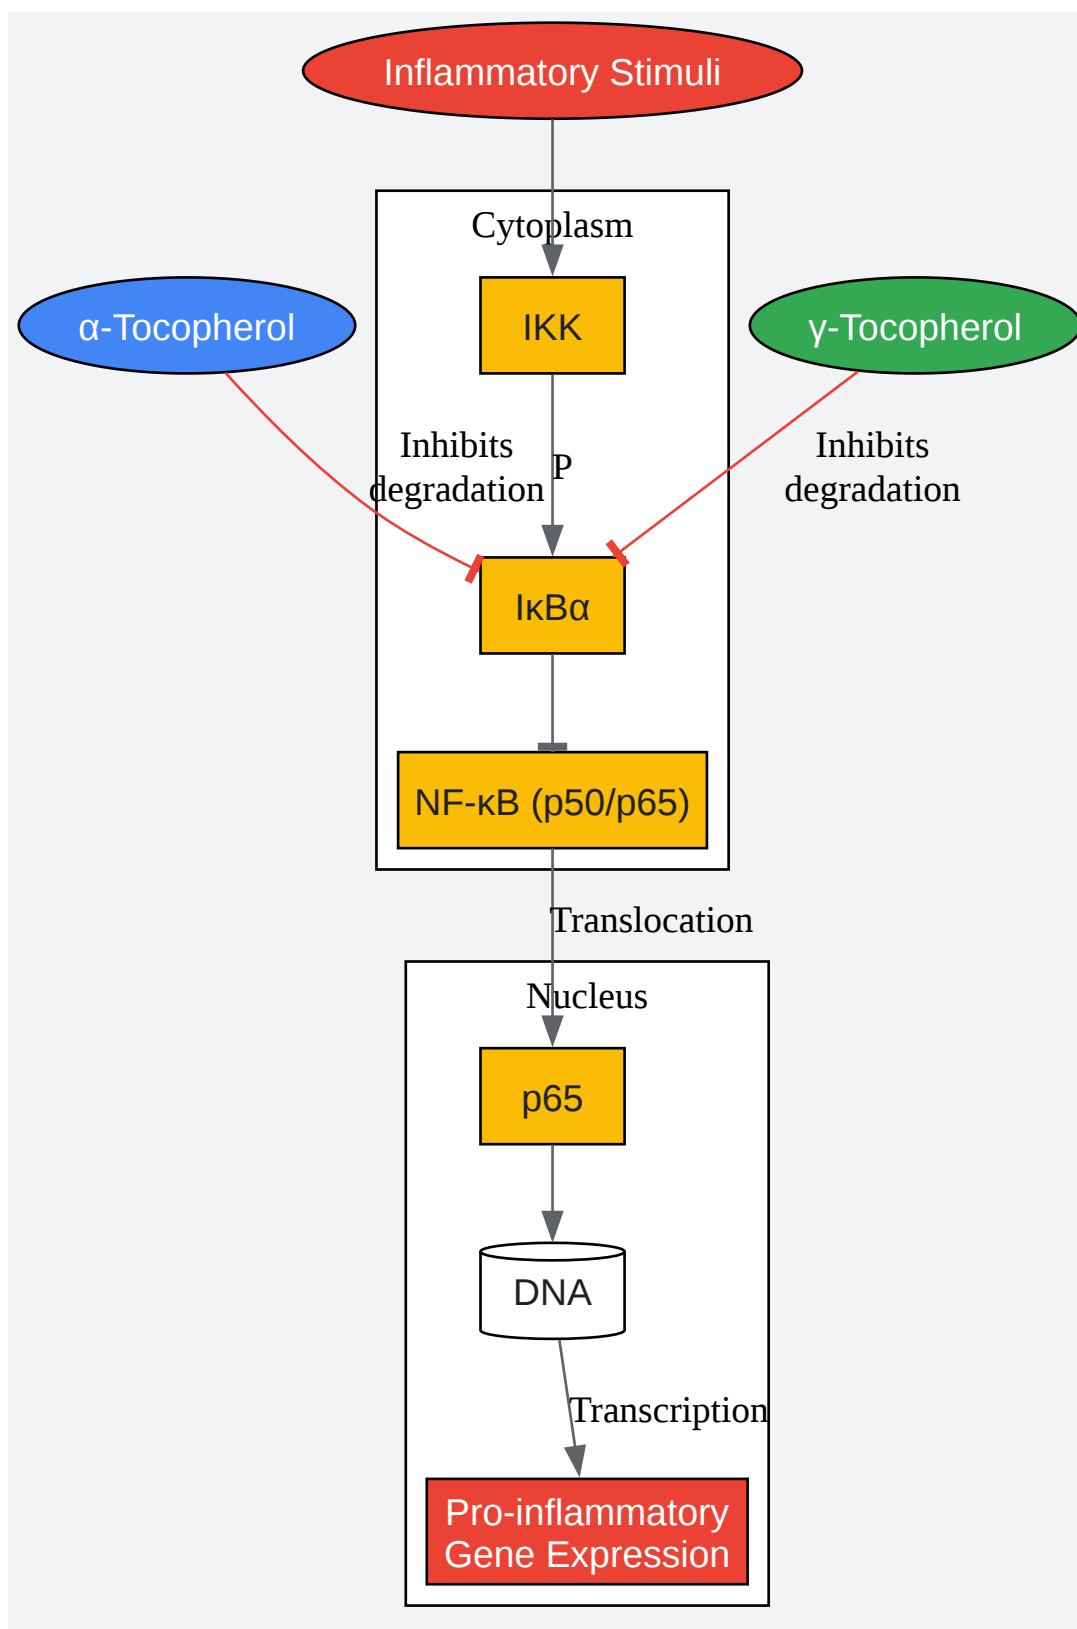 Inflammatory Stimuli
Cytoplasm
α-Tocopherol
IKK
γ-Tocopherol
Inhibits
degradation
P
Inhibits
degradation
IκBα
NF-κB (p50/p65)
Translocation
Nucleus
p65
DNA
Transcription
Pro-inflammatory
Gene Expression